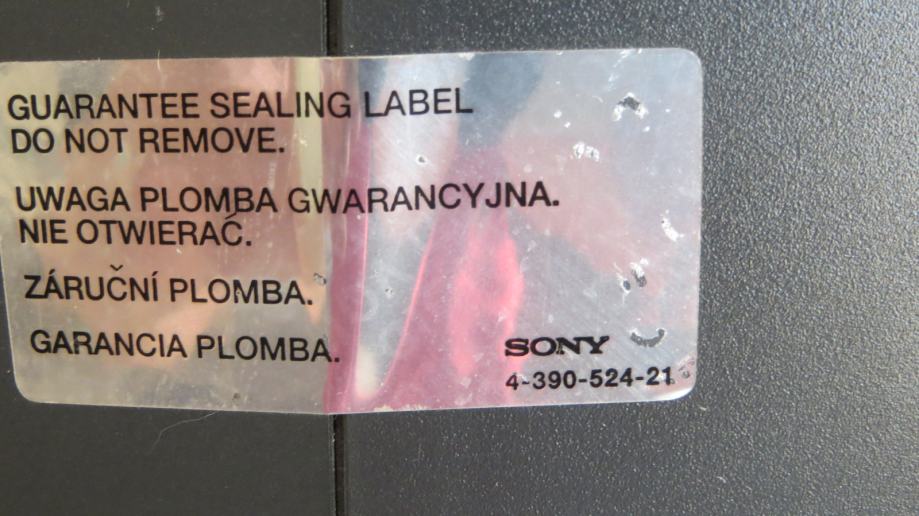 GUARANTEE SEALING LABEL
DO NOT REMOVE.
UWAGA PLOMBA GWARANCYJNA.
NIE OTWIERAĆ.
ZÁRUČNÍ PLOMBA.
GARANCIA PLOMBA.
SONY
4-390-524-21